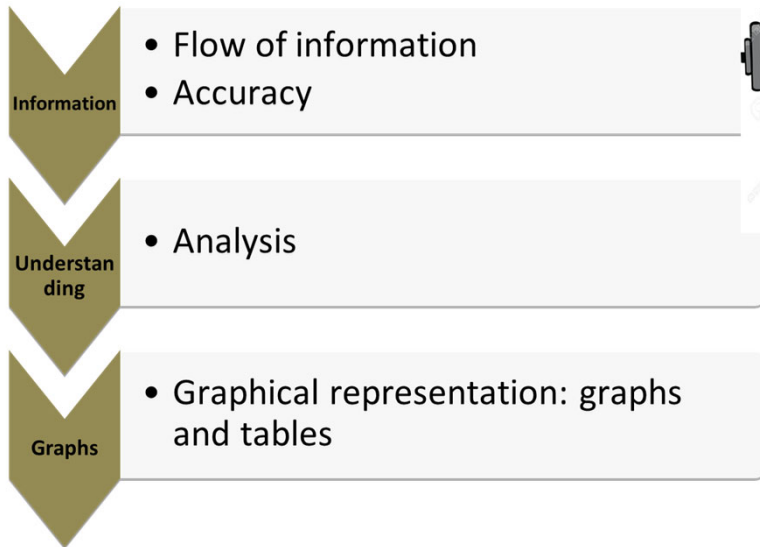 • Flow of information
• Accuracy
Information
• Analysis
Understan
ding
• Graphical representation: graphs
and tables
Graphs